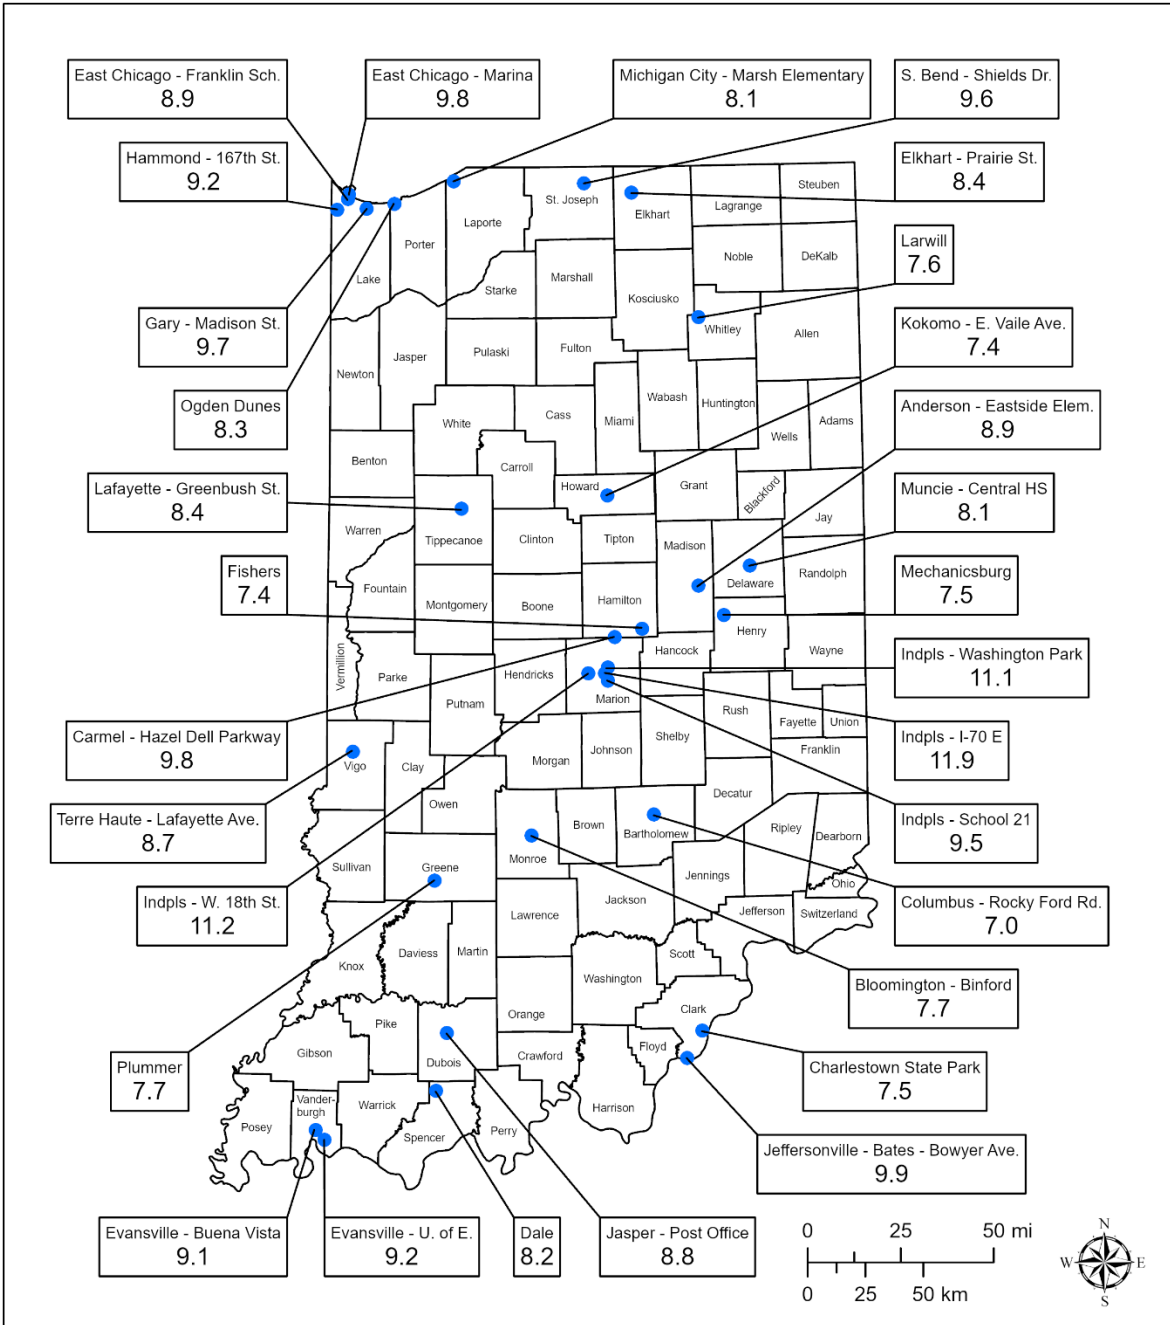 East Chicago - Franklin Sch.
8.9
East Chicago - Marina
9.8
Michigan City - Marsh Elementary
8.1
S. Bend - Shields Dr.
9.6
Hammond - 167th St.
9.2
Elkhart - Prairie St.
8.4
Larwill
7.6
Gary - Madison St.
9.7
Kokomo - E. Vaile Ave.
7.4
Ogden Dunes
8.3
Anderson - Eastside Elem.
8.9
Lafayette - Greenbush St.
8.4
Muncie - Central HS
8.1
Fishers
7.4
Mechanicsburg
7.5
Indpls - Washington Park
11.1
Carmel - Hazel Dell Parkway
9.8
Indpls - I-70 E
11.9
Terre Haute - Lafayette Ave.
8.7
Indpls - School 21
9.5
Indpls - W. 18th St.
11.2
Columbus - Rocky Ford Rd.
7.0
Bloomington - Binford
7.7
Plummer
7.7
Charlestown State Park
7.5
Jeffersonville - Bates - Bowyer Ave.
9.9
Evansville - Buena Vista
9.1
Evansville - U. of E.
9.2
Dale
8.2
Jasper - Post Office
8.8
Lake
Porter
Laporte
St. Joseph
Elkhart
Lagrange
Steuben
Noble
DeKalb
Starke
Marshall
Kosciusko
Whitley
Allen
Newton
Jasper
Pulaski
Fulton
White
Cass
Miami
Wabash
Huntington
Wells
Adams
Benton
Carroll
Howard
Grant
Blackford
Jay
Warren
Tippecanoe
Clinton
Tipton
Madison
Delaware
Randolph
Fountain
Montgomery
Boone
Hamilton
Henry
Wayne
Vermillion
Parke
Putnam
Hendricks
Marion
Hancock
Rush
Fayette
Union
Franklin
Vigo
Clay
Owen
Morgan
Johnson
Shelby
Decatur
Ripley
Dearborn
Ohio
Sullivan
Greene
Monroe
Brown
Bartholomew
Jennings
Jefferson
Switzerland
Knox
Daviess
Martin
Lawrence
Jackson
Scott
Washington
Clark
Floyd
Harrison
Orange
Crawford
Gibson
Pike
Dubois
Posey
Vander-
burgh
Warrick
Spencer
Perry
0 25 50 mi
0 25 50 km
N
W
E
S